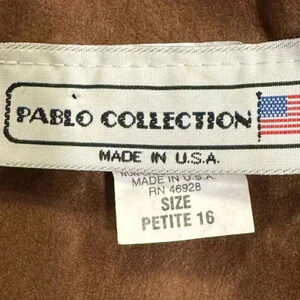 PABLO COLLECTION
MADE IN U.S.A.
MADE IN U.S.A
RN 46928
SIZE
PETITE 16